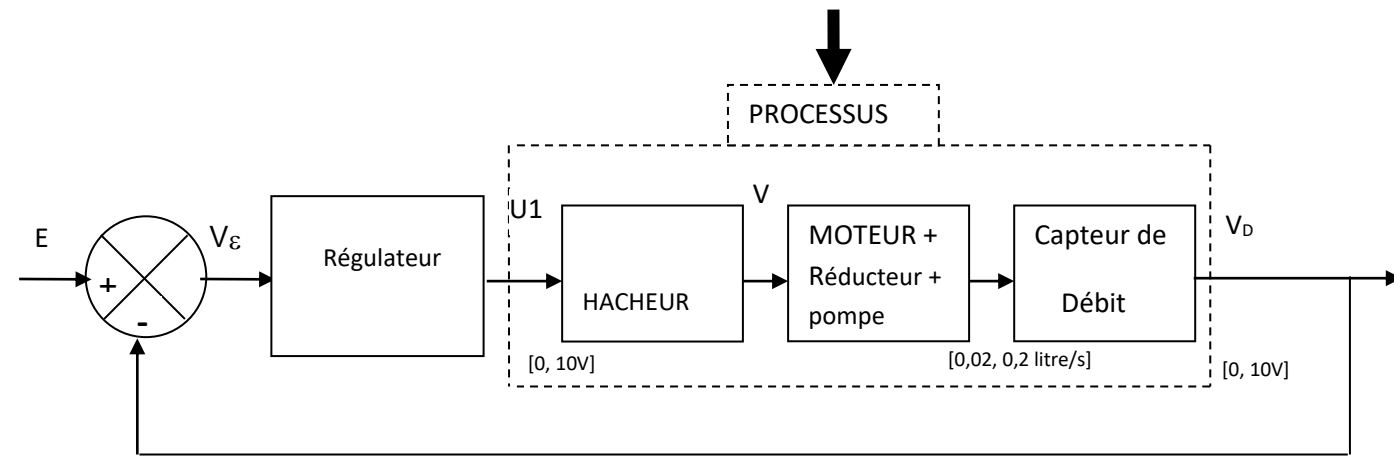 PROCESSUS
E
+
-
Vε
Régulateur
U1
HACHEUR
[0, 10V]
V
MOTEUR +
Réducteur +
pompe
[0,02, 0,2 litre/s]
Capteur de
Débit
VD
[0, 10V]